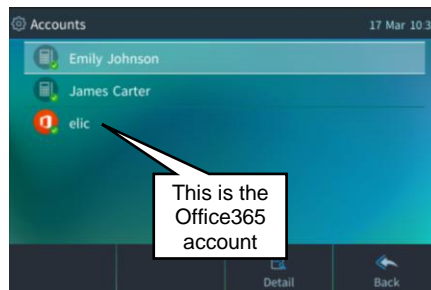 Accounts 17 Mar 10:3
Emily Johnson
James Carter
elic
This is the
Office365
account
Detail Back